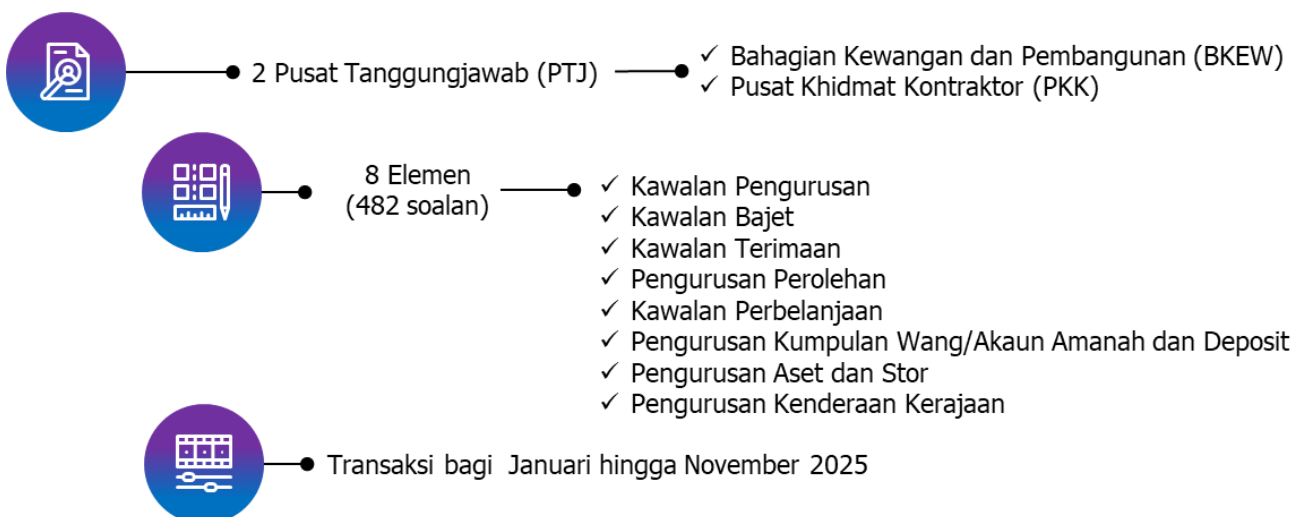 2 Pusat Tanggungjawab (PTJ)
✓ Bahagian Kewangan dan Pembangunan (BKEW)
✓ Pusat Khidmat Kontraktor (PKK)
8 Elemen
(482 soalan)
✓ Kawalan Pengurusan
✓ Kawalan Bajet
✓ Kawalan Terimaan
✓ Pengurusan Perolehan
✓ Kawalan Perbelanjaan
✓ Pengurusan Kumpulan Wang/Akaun Amanah dan Deposit
✓ Pengurusan Aset dan Stor
✓ Pengurusan Kenderaan Kerajaan
Transaksi bagi Januari hingga November 2025